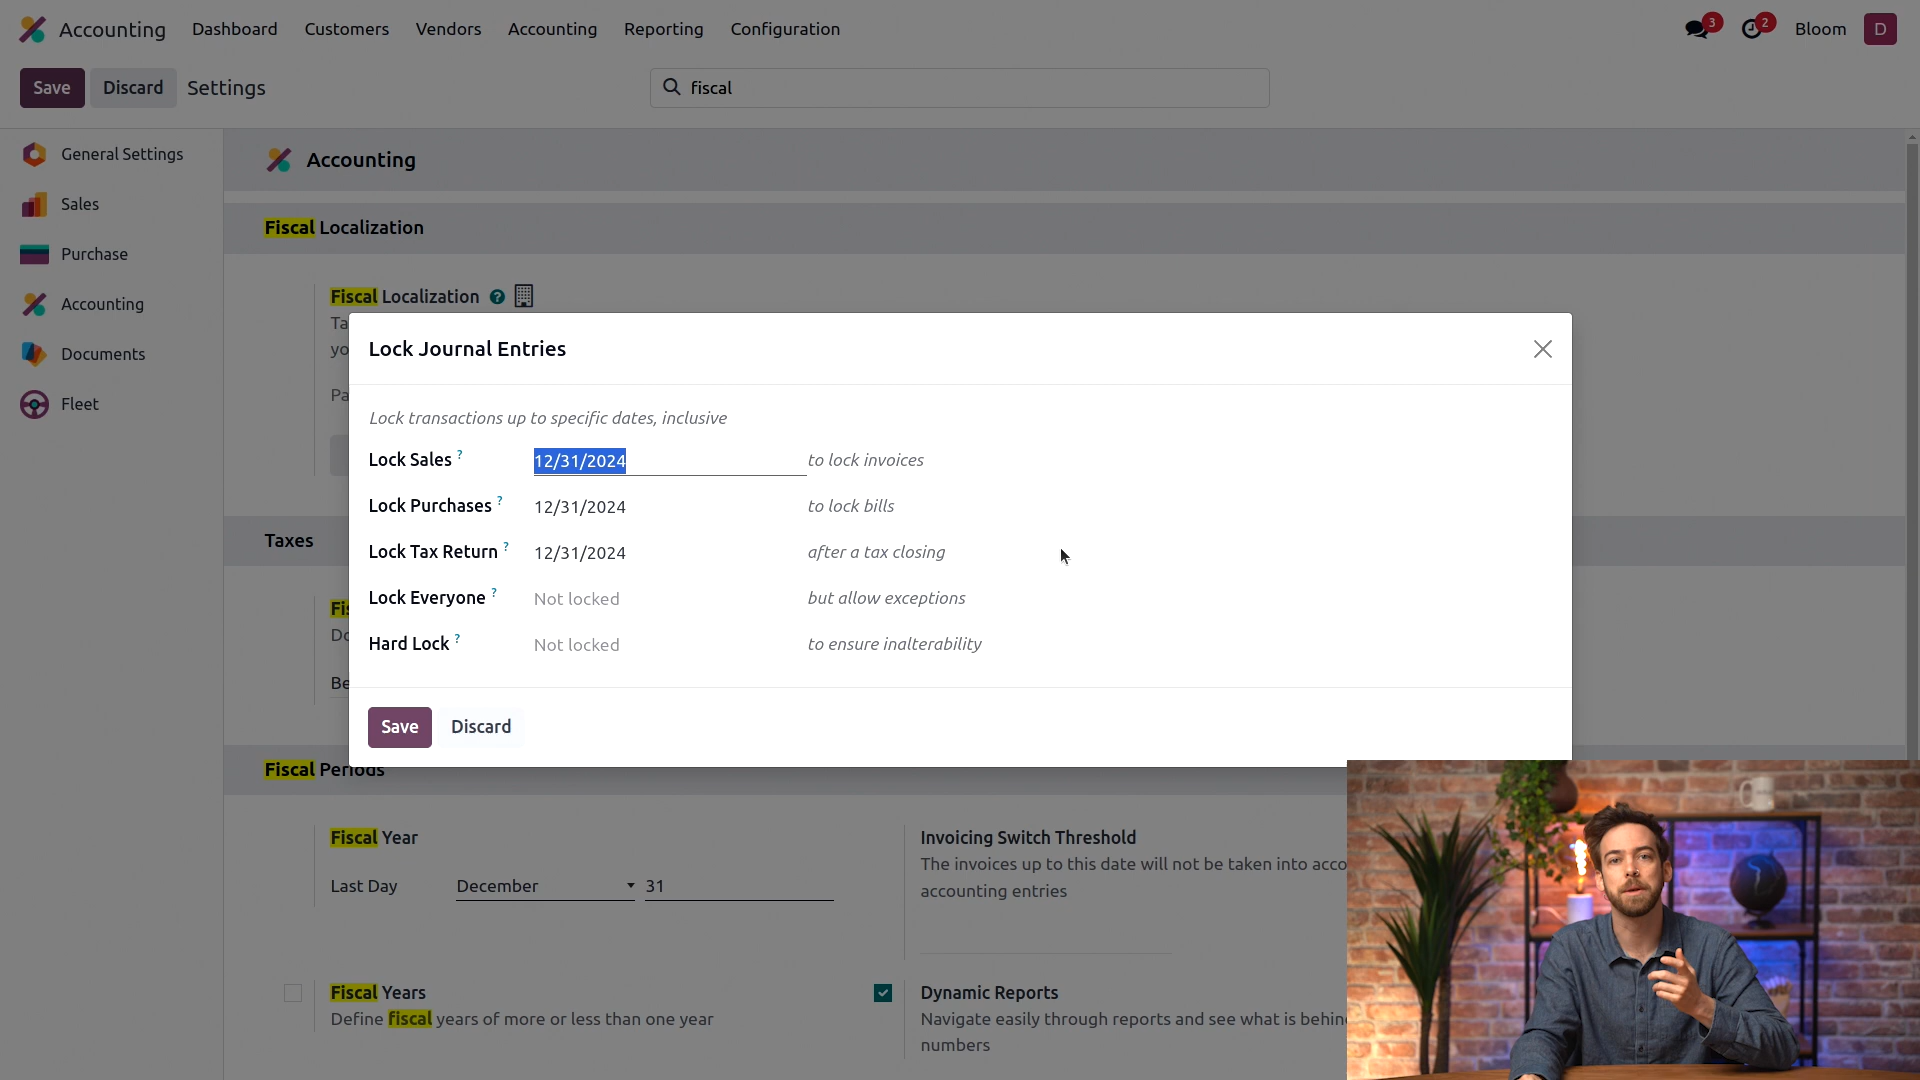 Accounting Dashboard Customers Vendors Accounting Reporting Configuration 3 2 Bloom D
Save Discard Settings fiscal
General Settings
Sales
Purchase
Accounting
Documents
Fleet
Accounting
Fiscal Localization
Fiscal Localization ?
Ta
yo
Pa
Lock Journal Entries
Lock transactions up to specific dates, inclusive
Lock Sales ? 12/31/2024 to lock invoices
Lock Purchases ? 12/31/2024 to lock bills
Lock Tax Return ? 12/31/2024 after a tax closing
Lock Everyone ? Not locked but allow exceptions
Hard Lock ? Not locked to ensure inalterability
Save Discard
Taxes
Fis
Do
Be
Fiscal Periods
Fiscal Year
Last Day December 31
Invoicing Switch Threshold
The invoices up to this date will not be taken into acco
accounting entries
Fiscal Years
Define fiscal years of more or less than one year
Dynamic Reports
Navigate easily through reports and see what is behin
numbers